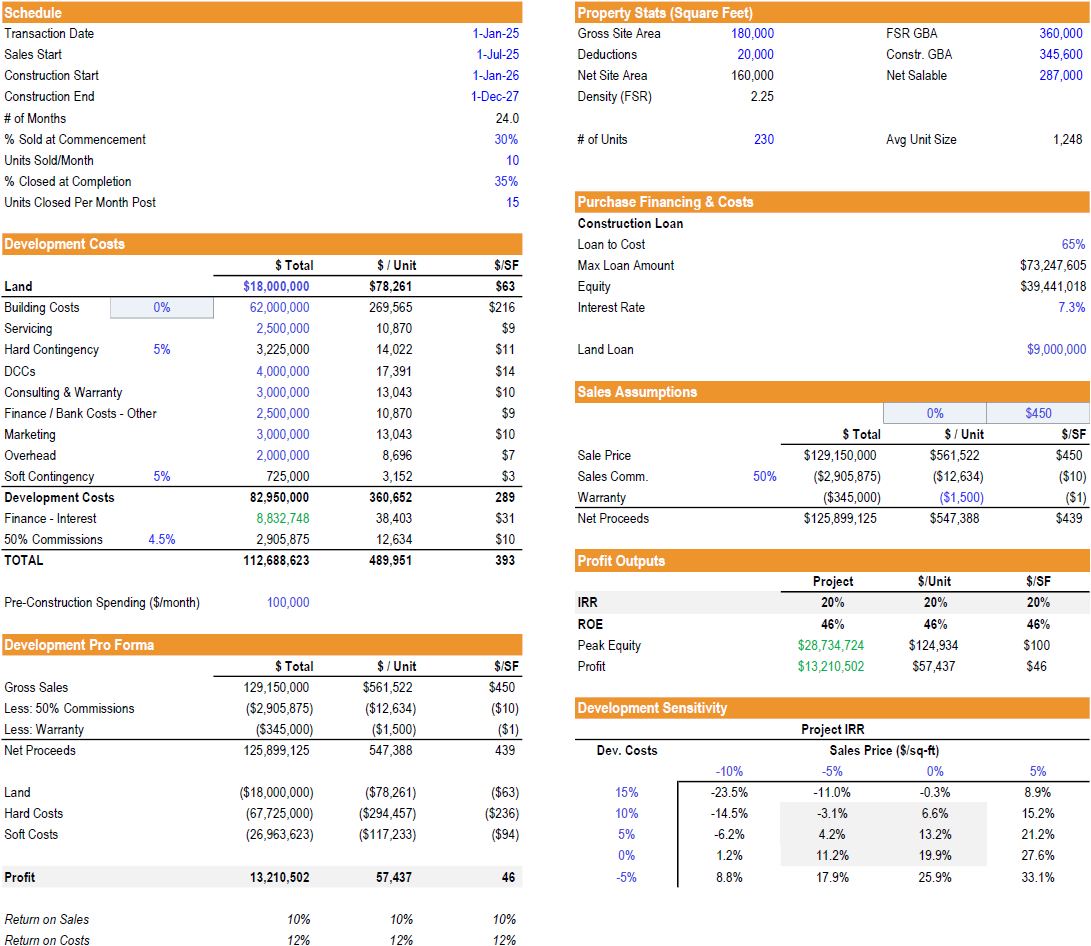 Schedule
Transaction Date 1-Jan-25
Sales Start 1-Jul-25
Construction Start 1-Jan-26
Construction End 1-Dec-27
# of Months 24.0
% Sold at Commencement 30%
Units Sold/Month 10
% Closed at Completion 35%
Units Closed Per Month Post 15
Development Costs
$ Total $ / Unit $/SF
Land $18,000,000 $78,261 $63
Building Costs 0% 62,000,000 269,565 $216
Servicing 2,500,000 10,870 $9
Hard Contingency 5% 3,225,000 14,022 $11
DCCs 4,000,000 17,391 $14
Consulting & Warranty 3,000,000 13,043 $10
Finance / Bank Costs - Other 2,500,000 10,870 $9
Marketing 3,000,000 13,043 $10
Overhead 2,000,000 8,696 $7
Soft Contingency 5% 725,000 3,152 $3
Development Costs 82,950,000 360,652 289
Finance - Interest 8,832,748 38,403 $31
50% Commissions 4.5% 2,905,875 12,634 $10
TOTAL 112,688,623 489,951 393
Pre-Construction Spending ($/month) 100,000
Development Pro Forma
$ Total $ / Unit $/SF
Gross Sales 129,150,000 $561,522 $450
Less: 50% Commissions ($2,905,875) ($12,634) ($10)
Less: Warranty ($345,000) ($1,500) ($1)
Net Proceeds 125,899,125 547,388 439
Land ($18,000,000) ($78,261) ($63)
Hard Costs (67,725,000) ($294,457) ($236)
Soft Costs (26,963,623) ($117,233) ($94)
Profit 13,210,502 57,437 46
Return on Sales 10% 10% 10%
Return on Costs 12% 12% 12%
Property Stats (Square Feet)
Gross Site Area 180,000 FSR GBA 360,000
Deductions 20,000 Constr. GBA 345,600
Net Site Area 160,000 Net Salable 287,000
Density (FSR) 2.25
# of Units 230 Avg Unit Size 1,248
Purchase Financing & Costs
Construction Loan
Loan to Cost 65%
Max Loan Amount $73,247,605
Equity $39,441,018
Interest Rate 7.3%
Land Loan $9,000,000
Sales Assumptions
0% $450
$ Total $ / Unit $/SF
Sale Price $129,150,000 $561,522 $450
Sales Comm. 50% ($2,905,875) ($12,634) ($10)
Warranty ($345,000) ($1,500) ($1)
Net Proceeds $125,899,125 $547,388 $439
Profit Outputs
Project $/Unit $/SF
IRR 20% 20% 20%
ROE 46% 46% 46%
Peak Equity $28,734,724 $124,934 $100
Profit $13,210,502 $57,437 $46
Development Sensitivity
Project IRR
Dev. Costs Sales Price ($/sq-ft)
-10% -5% 0% 5%
15% -23.5% -11.0% -0.3% 8.9%
10% -14.5% -3.1% 6.6% 15.2%
5% -6.2% 4.2% 13.2% 21.2%
0% 1.2% 11.2% 19.9% 27.6%
-5% 8.8% 17.9% 25.9% 33.1%